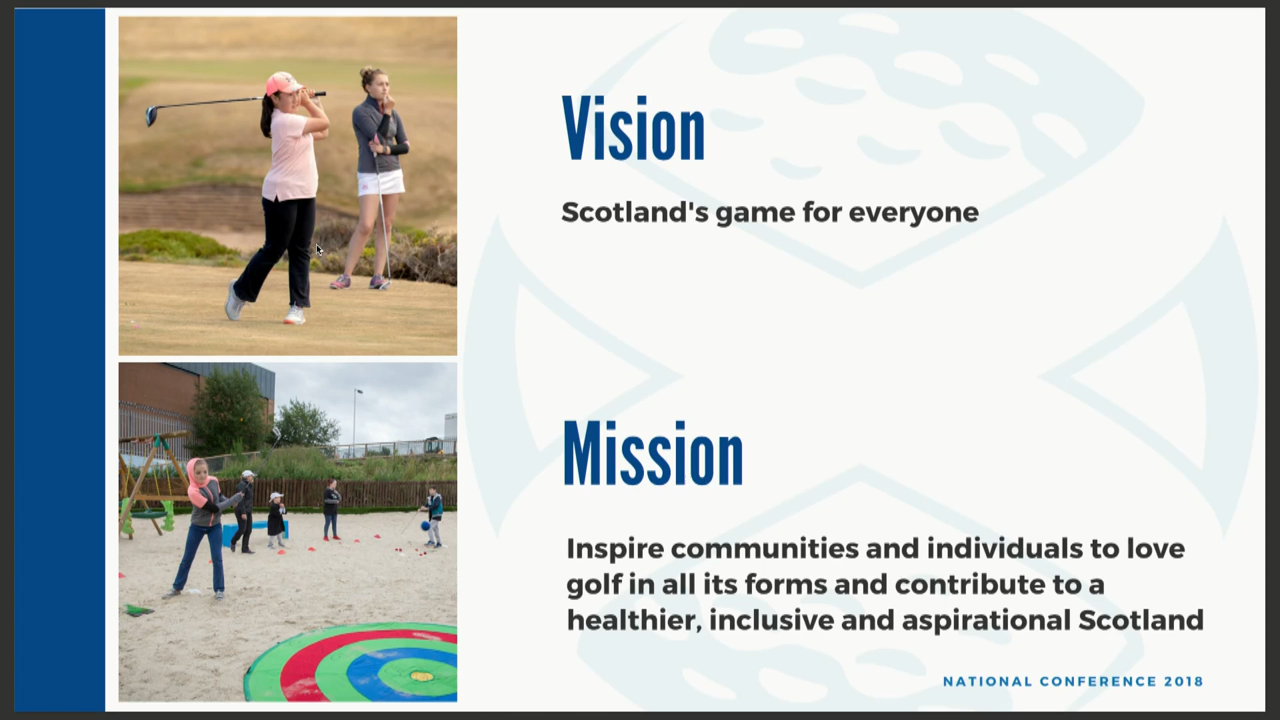 Vision
Scotland's game for everyone
Mission
Inspire communities and individuals to love
golf in all its forms and contribute to a
healthier, inclusive and aspirational Scotland
NATIONAL CONFERENCE 2018